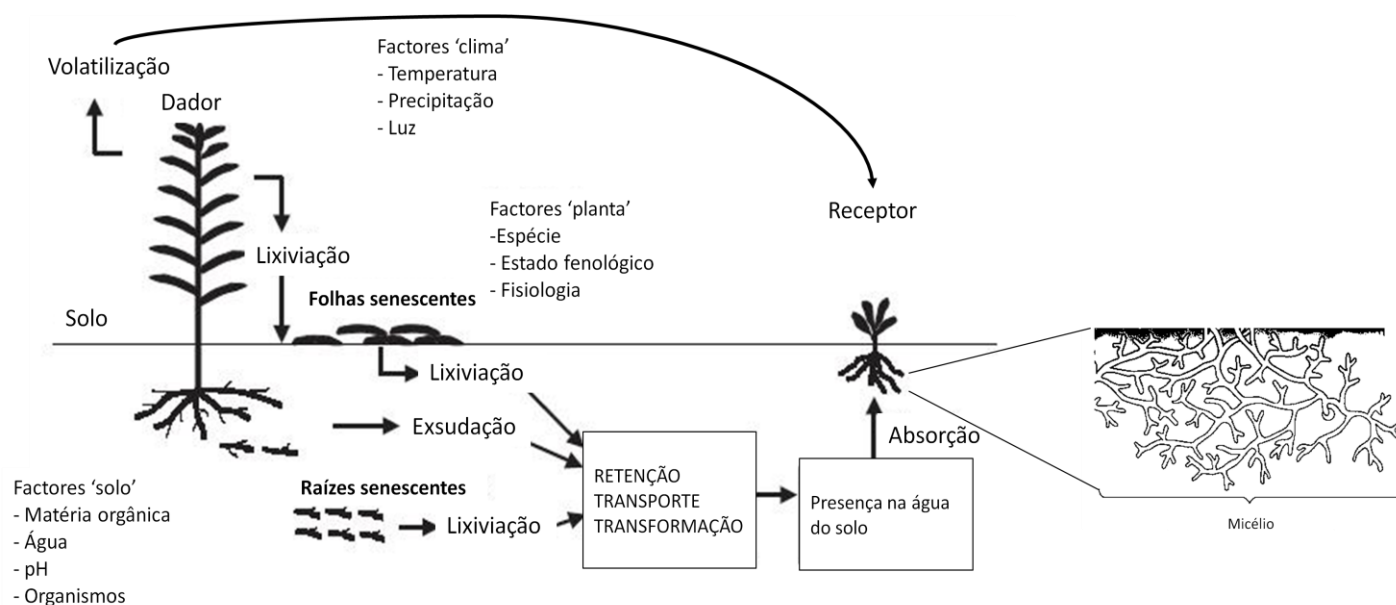 Factores ‘clima’
- Temperatura
- Precipitação
- Luz
Volatilização
Dador
Factores ‘planta’
-Espécie
- Estado fenológico
- Fisiologia
Receptor
Lixiviação
Folhas senescentes
Solo
Lixiviação
Exsudação
Absorção
Factores ‘solo’
- Matéria orgânica
- Água
- pH
- Organismos
Raízes senescentes
Lixiviação
RETENÇÃO
TRANSPORTE
TRANSFORMAÇÃO
Presença na água
do solo
Micélio